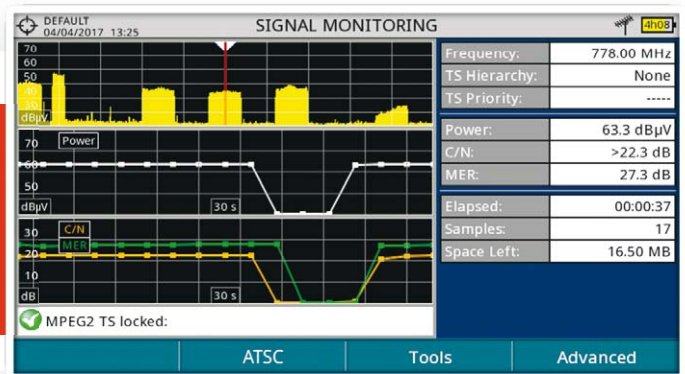 DEFAULT
04/04/2017 13:25
SIGNAL MONITORING
4h08
70
60
50
40
30
dBµV
Frequency: 778.00 MHz
TS Hierarchy: None
TS Priority: -----
70 Power
60
50
dBµV 30 s
Power: 63.3 dBµV
C/N: >22.3 dB
MER: 27.3 dB
30 C/N
MER
20
10
dB 30 s
Elapsed: 00:00:37
Samples: 17
Space Left: 16.50 MB
MPEG2 TS locked:
ATSC Tools Advanced